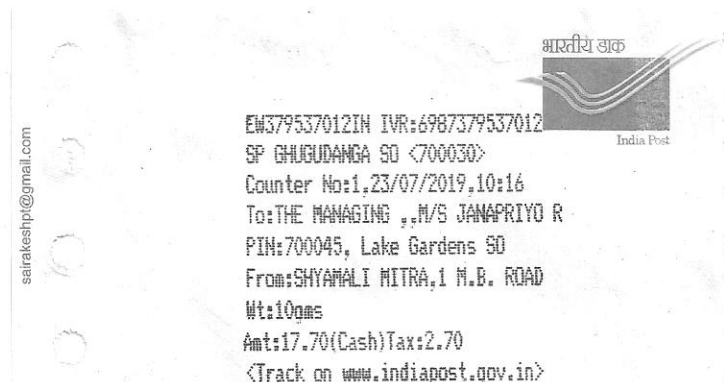 भारतीय डाक
India Post
EW379537012IN IVR:6987379537012
SP GHUGUDANGA SO <700030>
Counter No:1,23/07/2019,10:16
To:THE MANAGING ,,M/S JANAPRIYO R
PIN:700045, Lake Gardens SO
From:SHYAMALI MITRA,1 M.B. ROAD
Wt:10gms
Amt:17.70(Cash)Tax:2.70
<Track on www.indiapost.gov.in>
sairakeshpt@gmail.com